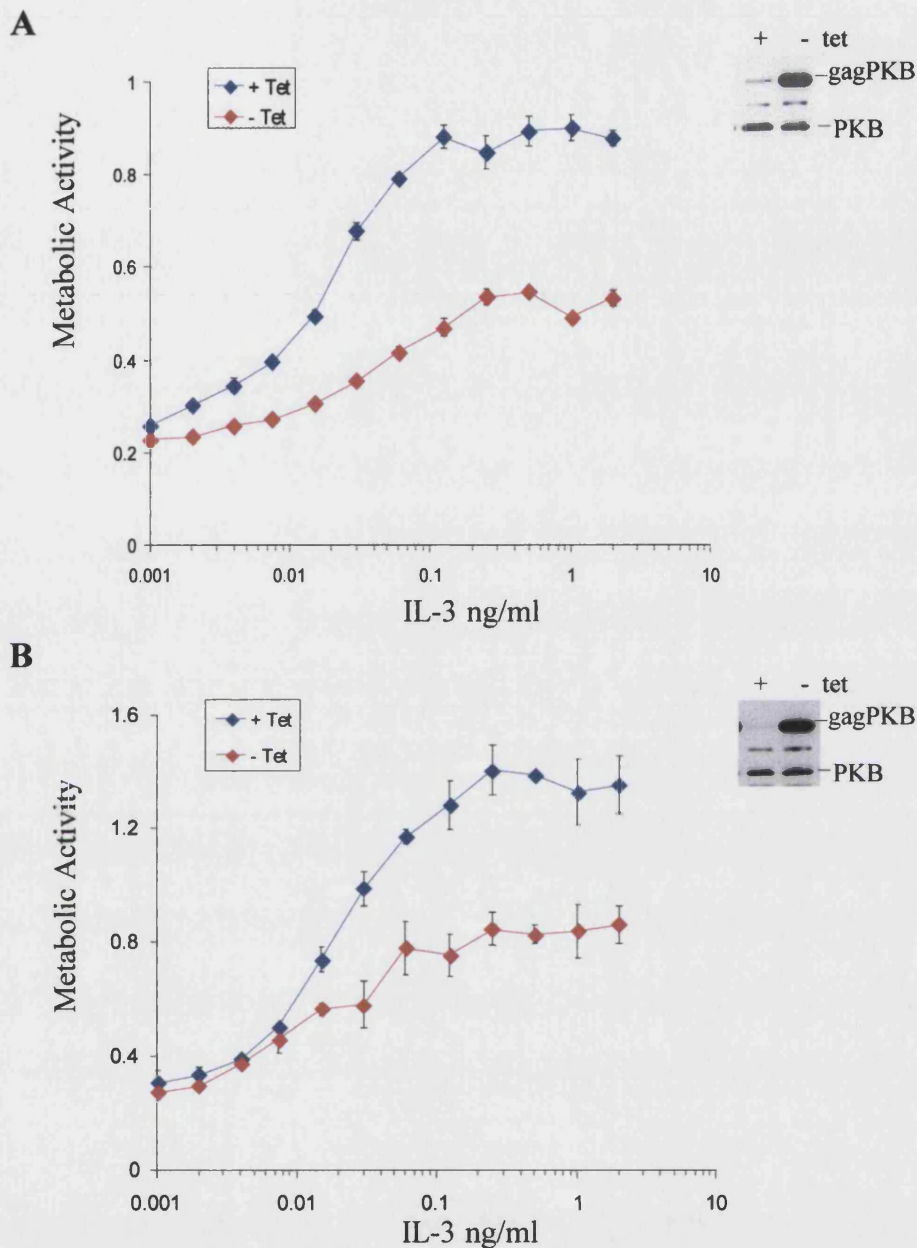 A
+ - tet
gagPKB
PKB
+ Tet
- Tet
Metabolic Activity
1
0.8
0.6
0.4
0.2
0
0.001 0.01 0.1 1 10
IL-3 ng/ml
B
+ - tet
gagPKB
PKB
+ Tet
- Tet
Metabolic Activity
1.6
1.2
0.8
0.4
0
0.001 0.01 0.1 1 10
IL-3 ng/ml